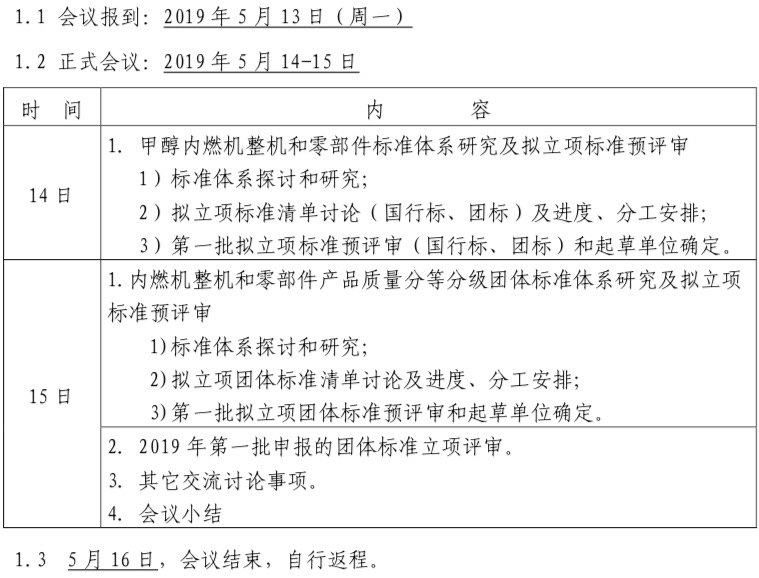 1.1 会议报到：2019 年 5 月 13 日（周一）
1.2 正式会议：2019 年 5 月 14-15 日
时 间 内 容
14 日
1. 甲醇内燃机整机和零部件标准体系研究及拟立项标准预评审
1）标准体系探讨和研究；
2）拟立项标准清单讨论（国行标、团标）及进度、分工安排；
3）第一批拟立项标准预评审（国行标、团标）和起草单位确定。
15 日
1.内燃机整机和零部件产品质量分等分级团体标准体系研究及拟立项
标准预评审
1)标准体系探讨和研究；
2)拟立项团体标准清单讨论及进度、分工安排；
3)第一批拟立项团体标准预评审和起草单位确定。
2. 2019 年第一批申报的团体标准立项评审。
3. 其它交流讨论事项。
4. 会议小结
1.3 5 月 16 日，会议结束，自行返程。